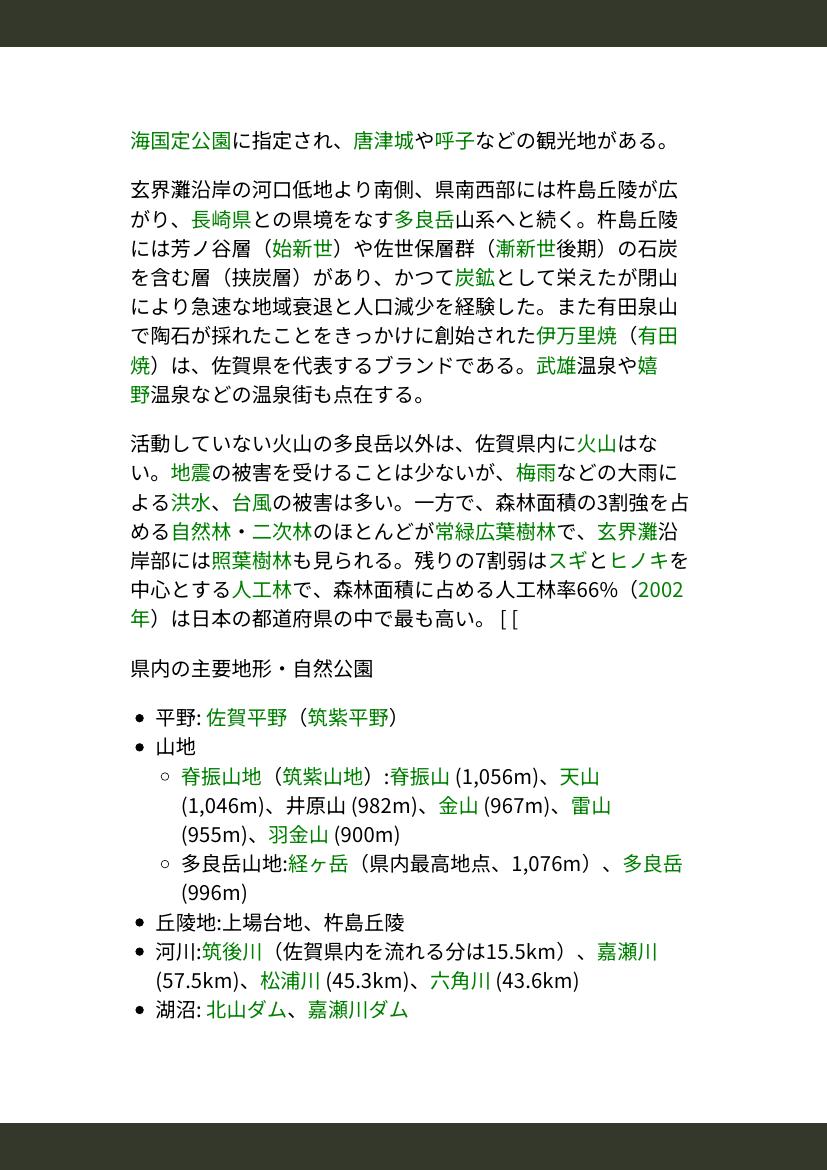 海国定公園に指定され、唐津城や呼子などの観光地がある。
玄界灘沿岸の河口低地より南側、県南西部には杵島丘陵が広
がり、長崎県との県境をなす多良岳山系へと続く。杵島丘陵
には芳ノ谷層（始新世）や佐世保層群（漸新世後期）の石炭
を含む層（挟炭層）があり、かつて炭鉱として栄えたが閉山
により急速な地域衰退と人口減少を経験した。また有田泉山
で陶石が採れたことをきっかけに創始された伊万里焼（有田
焼）は、佐賀県を代表するブランドである。武雄温泉や嬉
野温泉などの温泉街も点在する。
活動していない火山の多良岳以外は、佐賀県内に火山はな
い。地震の被害を受けることは少ないが、梅雨などの大雨に
よる洪水、台風の被害は多い。一方で、森林面積の3割強を占
める自然林・二次林のほとんどが常緑広葉樹林で、玄界灘沿
岸部には照葉樹林も見られる。残りの7割弱はスギとヒノキを
中心とする人工林で、森林面積に占める人工林率66%（2002
年）は日本の都道府県の中で最も高い。 [ [
県内の主要地形・自然公園
• 平野: 佐賀平野（筑紫平野）
• 山地
◦ 脊振山地（筑紫山地）:脊振山 (1,056m)、天山
(1,046m)、井原山 (982m)、金山 (967m)、雷山
(955m)、羽金山 (900m)
◦ 多良岳山地:経ヶ岳（県内最高地点、1,076m）、多良岳
(996m)
• 丘陵地:上場台地、杵島丘陵
• 河川:筑後川（佐賀県内を流れる分は15.5km）、嘉瀬川
(57.5km)、松浦川 (45.3km)、六角川 (43.6km)
• 湖沼: 北山ダム、嘉瀬川ダム